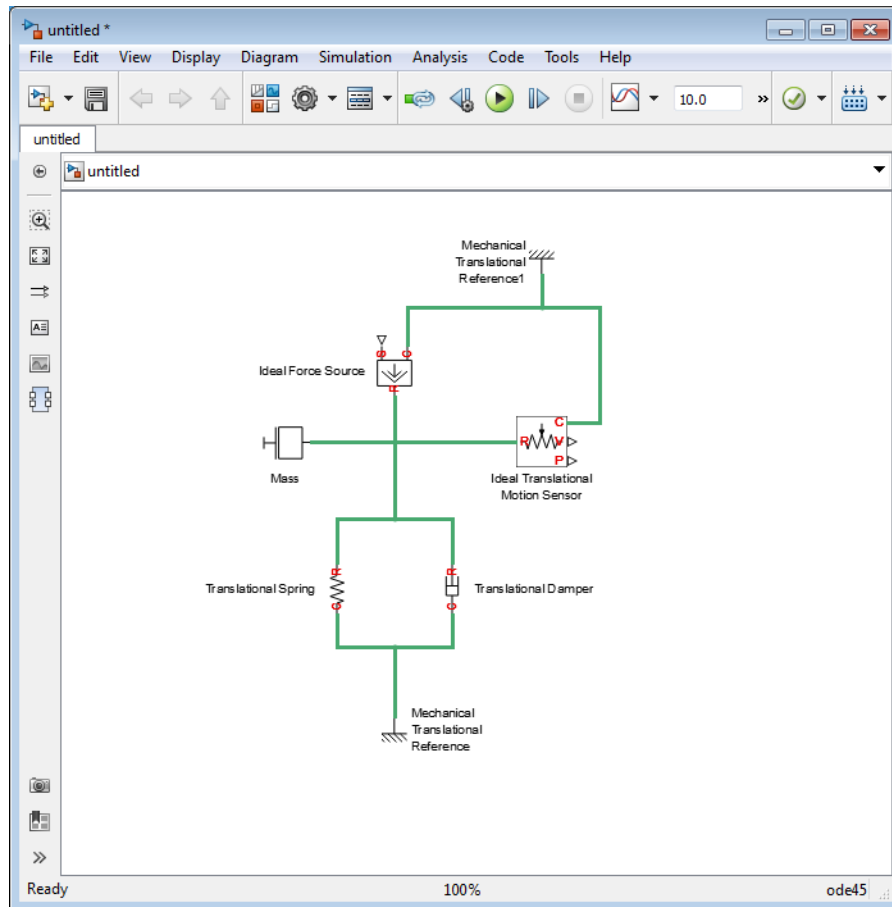 untitled *
File Edit View Display Diagram Simulation Analysis Code Tools Help
10.0
»
untitled
untitled
Mechanical
Translational
Reference1
S C
Ideal Force Source
R
C
R V
P
Mass
Ideal Translational
Motion Sensor
R R
Translational Spring Translational Damper
C C
Mechanical
Translational
Reference
Ready 100% ode45